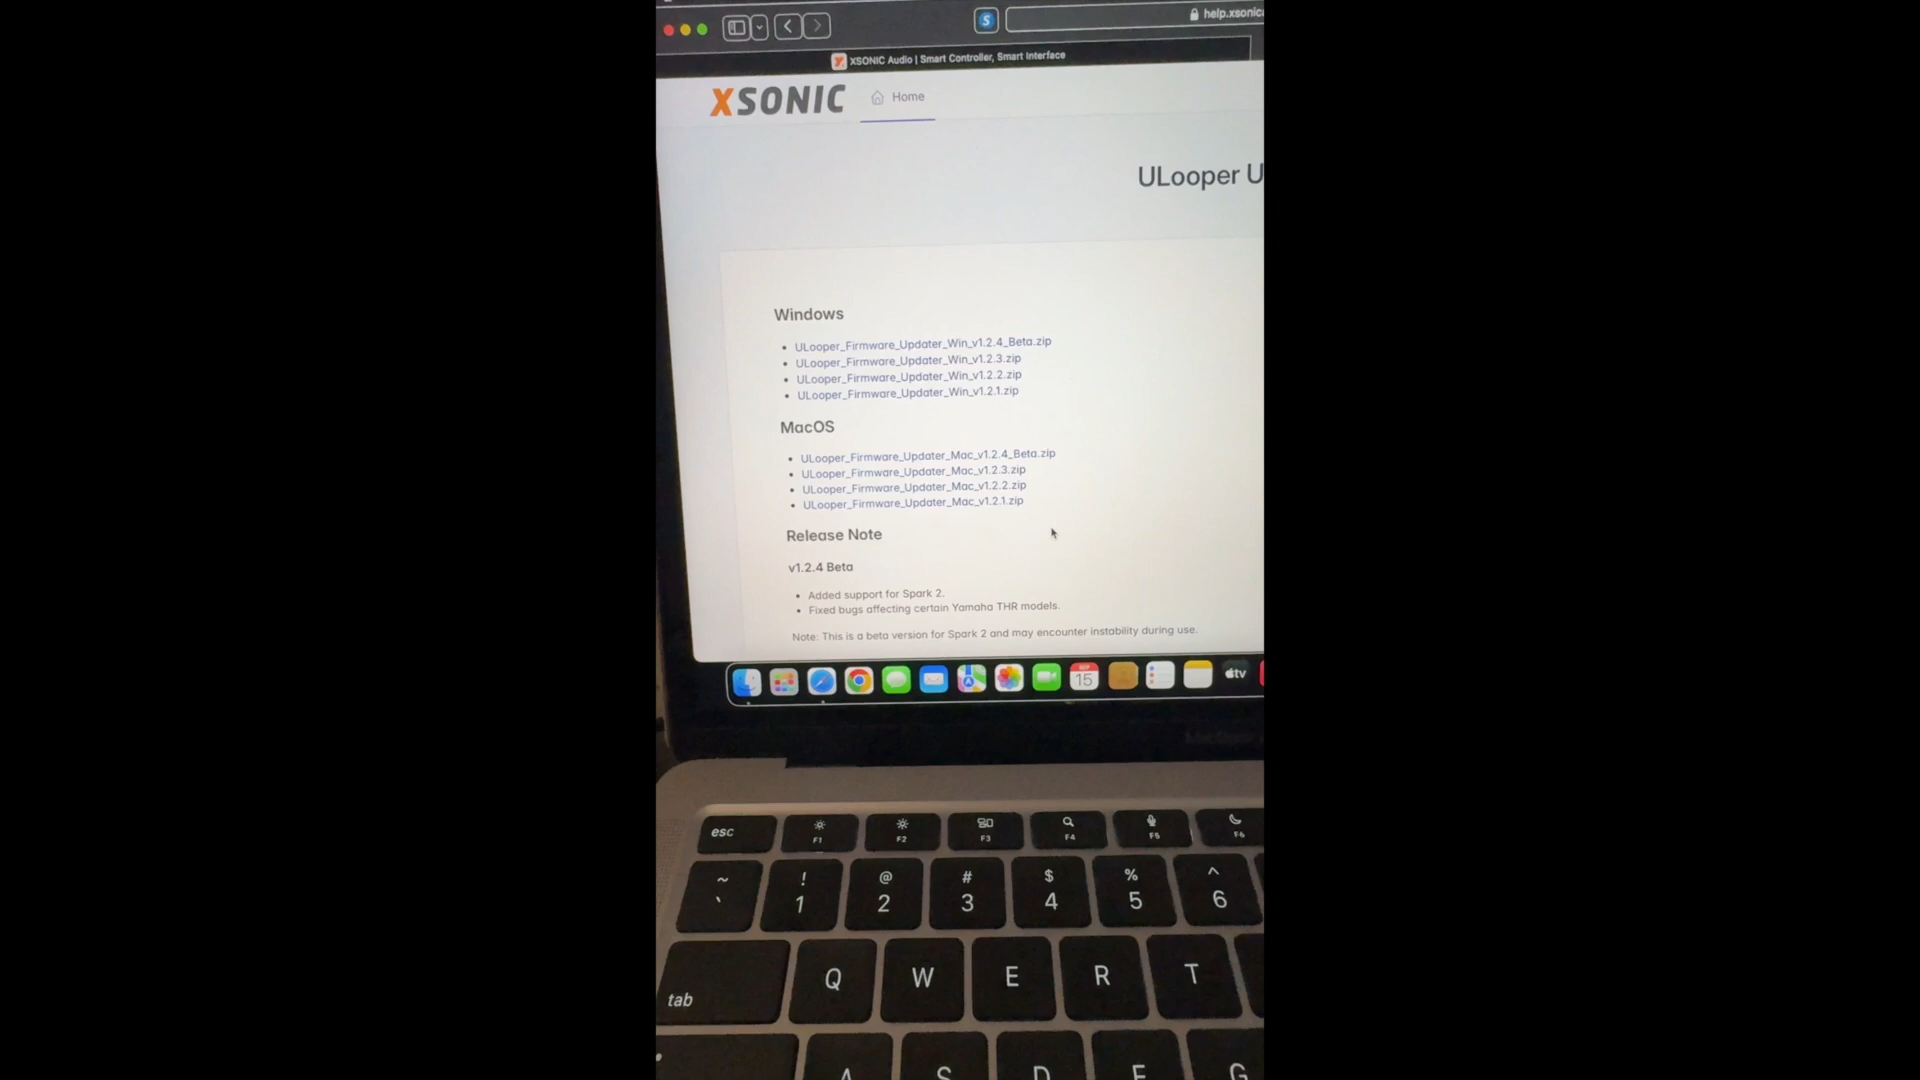 help.xsonic
XSONIC Audio | Smart Controller, Smart Interface
XSONIC
Home
ULooper U
Windows
ULooper_Firmware_Updater_Win_v1.2.4_Beta.zip
ULooper_Firmware_Updater_Win_v1.2.3.zip
ULooper_Firmware_Updater_Win_v1.2.2.zip
ULooper_Firmware_Updater_Win_v1.2.1.zip
MacOS
ULooper_Firmware_Updater_Mac_v1.2.4_Beta.zip
ULooper_Firmware_Updater_Mac_v1.2.3.zip
ULooper_Firmware_Updater_Mac_v1.2.2.zip
ULooper_Firmware_Updater_Mac_v1.2.1.zip
Release Note
v1.2.4 Beta
Added support for Spark 2.
Fixed bugs affecting certain Yamaha THR models.
Note: This is a beta version for Spark 2 and may encounter instability during use.
SEP
15
tv
esc F1 F2 F3 F4 F5 F6
~ ! @ # $ % ^
` 1 2 3 4 5 6
tab Q W E R T
A S D F G